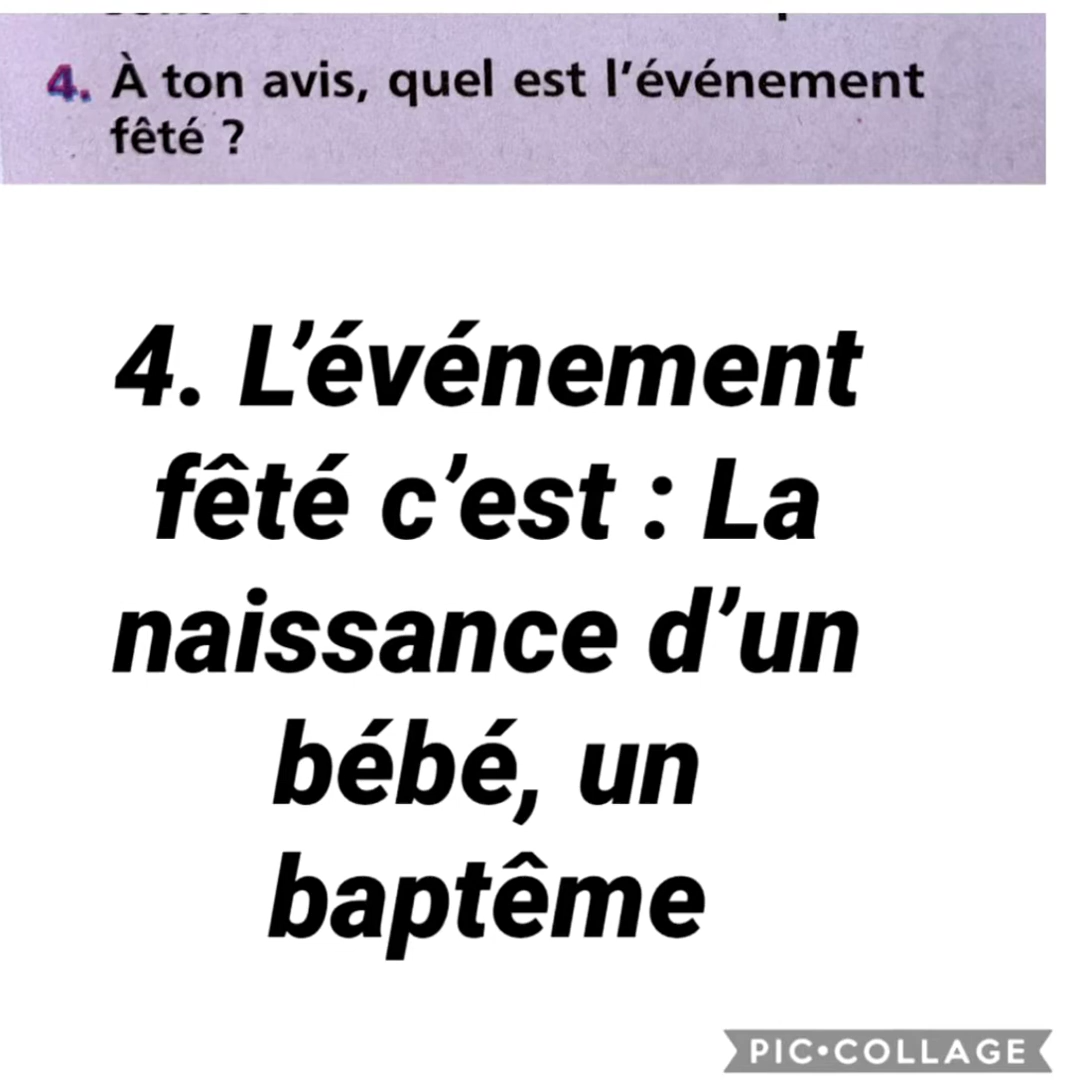 4. À ton avis, quel est l'événement
fêté ?
4. L'événement
fêté c'est : La
naissance d'un
bébé, un
baptême
PIC•COLLAGE